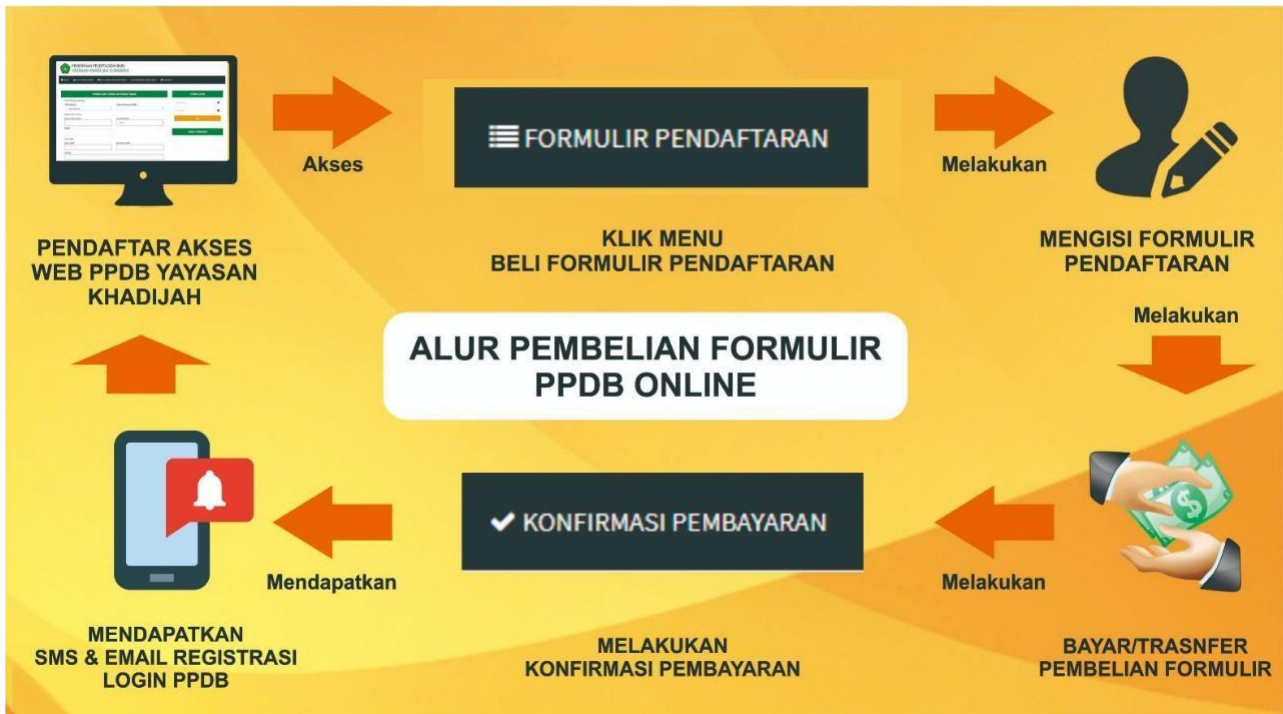 Akses
FORMULIR PENDAFTARAN
Melakukan
PENDAFTAR AKSES
WEB PPDB YAYASAN
KHADIJAH
KLIK MENU
BELI FORMULIR PENDAFTARAN
MENGISI FORMULIR
PENDAFTARAN
Melakukan
ALUR PEMBELIAN FORMULIR
PPDB ONLINE
KONFIRMASI PEMBAYARAN
Mendapatkan
Melakukan
MENDAPATKAN
SMS & EMAIL REGISTRASI
LOGIN PPDB
MELAKUKAN
KONFIRMASI PEMBAYARAN
BAYAR/TRASNFER
PEMBELIAN FORMULIR